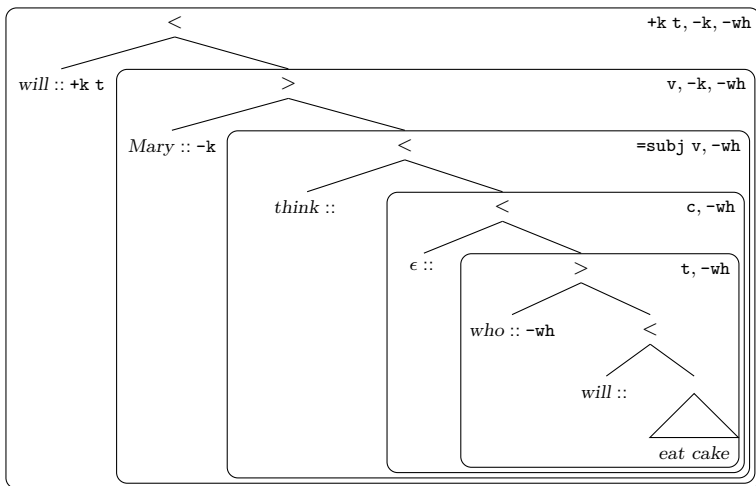 < +k t, -k, -wh
will :: +k t > v, -k, -wh
Mary :: -k < =subj v, -wh
think :: < c, -wh
ϵ :: > t, -wh
who :: -wh <
will ::
eat cake